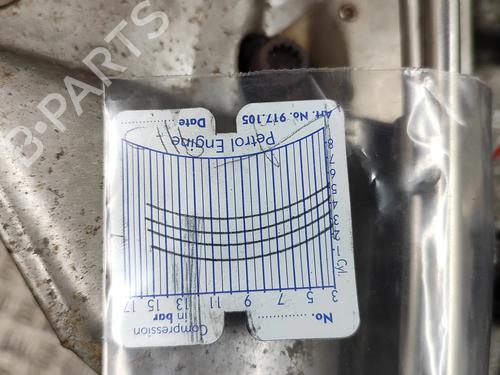 B-PARTS
No. ..............
Compression
in bar
3 5 7 9 11 13 15 17
1 Cyl.
2
3
4
5
6
7
8
Petrol Engine
Art. No. 917.105
Date ..............